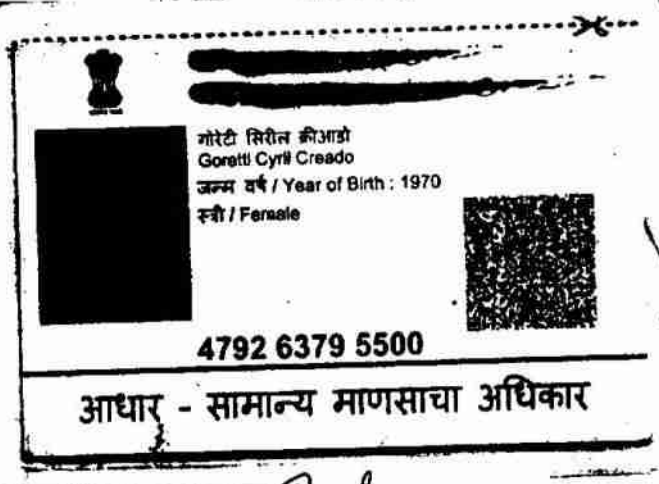 गोरेटी सिरील क्रीआडो
Goretti Cyril Creado
जन्म वर्ष / Year of Birth : 1970
स्त्री / Female
4792 6379 5500
आधार - सामान्य माणसाचा अधिकार